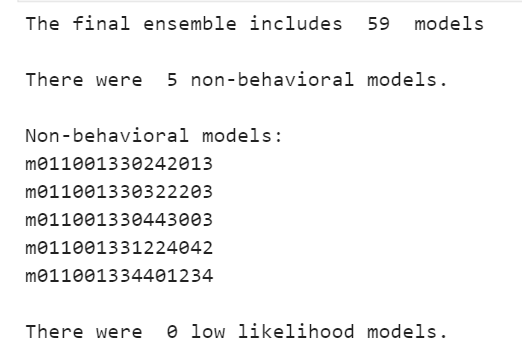 The final ensemble includes  59  models
There were  5 non-behavioral models.
Non-behavioral models:
m011001330242013
m011001330322203
m011001330443003
m011001331224042
m011001334401234
There were  0 low likelihood models.